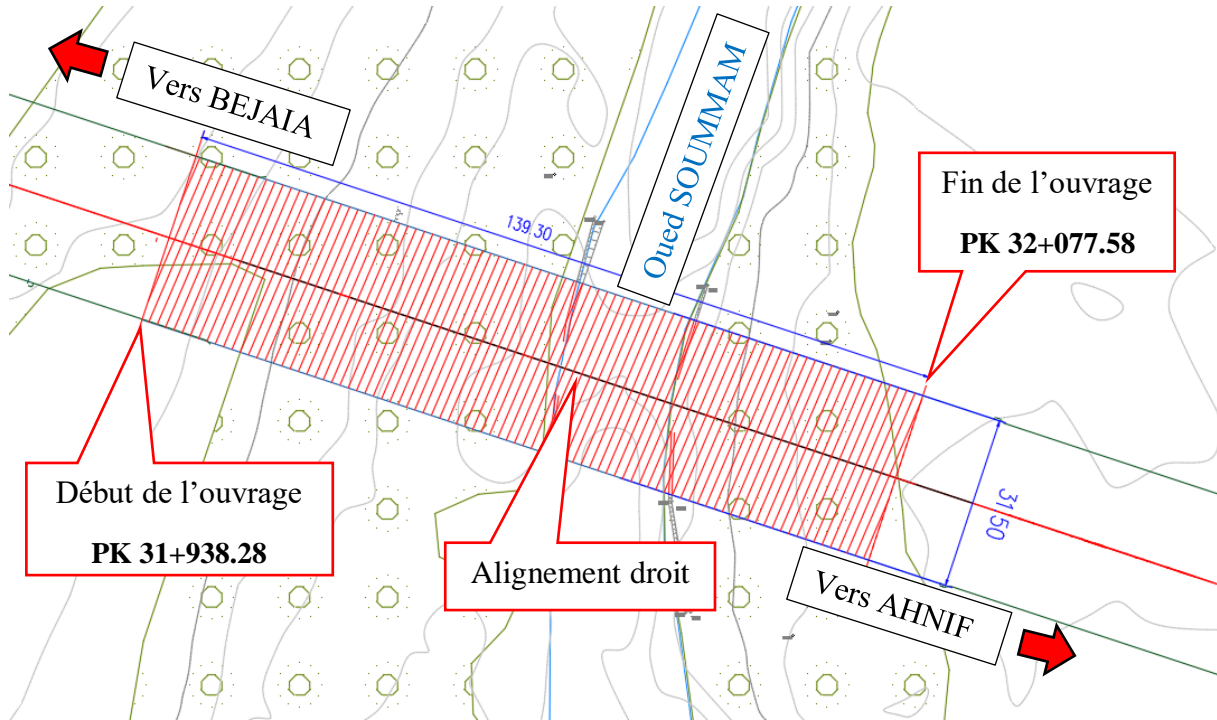 Vers BEJAIA
Oued SOUMMAM
139.30
Fin de l’ouvrage
PK 32+077.58
Début de l’ouvrage
PK 31+938.28
Alignement droit
31.50
Vers AHNIF